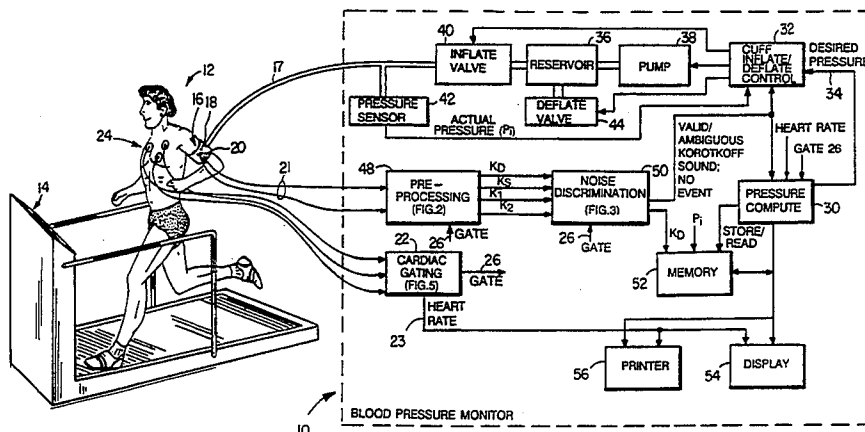 12
14
24
16
18
20
17
21
40
INFLATE
VALVE
36
RESERVOIR
38
PUMP
32
CUFF
INFLATE/
DEFLATE
CONTROL
DESIRED
PRESSURE
34
PRESSURE
SENSOR
42
DEFLATE
VALVE
44
ACTUAL
PRESSURE (Pi)
VALID/
AMBIGUOUS
KOROTKOFF
SOUND;
NO
EVENT
HEART RATE
GATE 26
48
PRE-
PROCESSING
(FIG.2)
26 GATE
KD
KS
K1
K2
50
NOISE
DISCRIMINATION
(FIG.3)
26
GATE
PRESSURE
COMPUTE
30
STORE/
READ
KD
Pi
MEMORY
52
22
CARDIAC
GATING
(FIG.5)
26
GATE
HEART
RATE
23
PRINTER
56
DISPLAY
54
BLOOD PRESSURE MONITOR
10